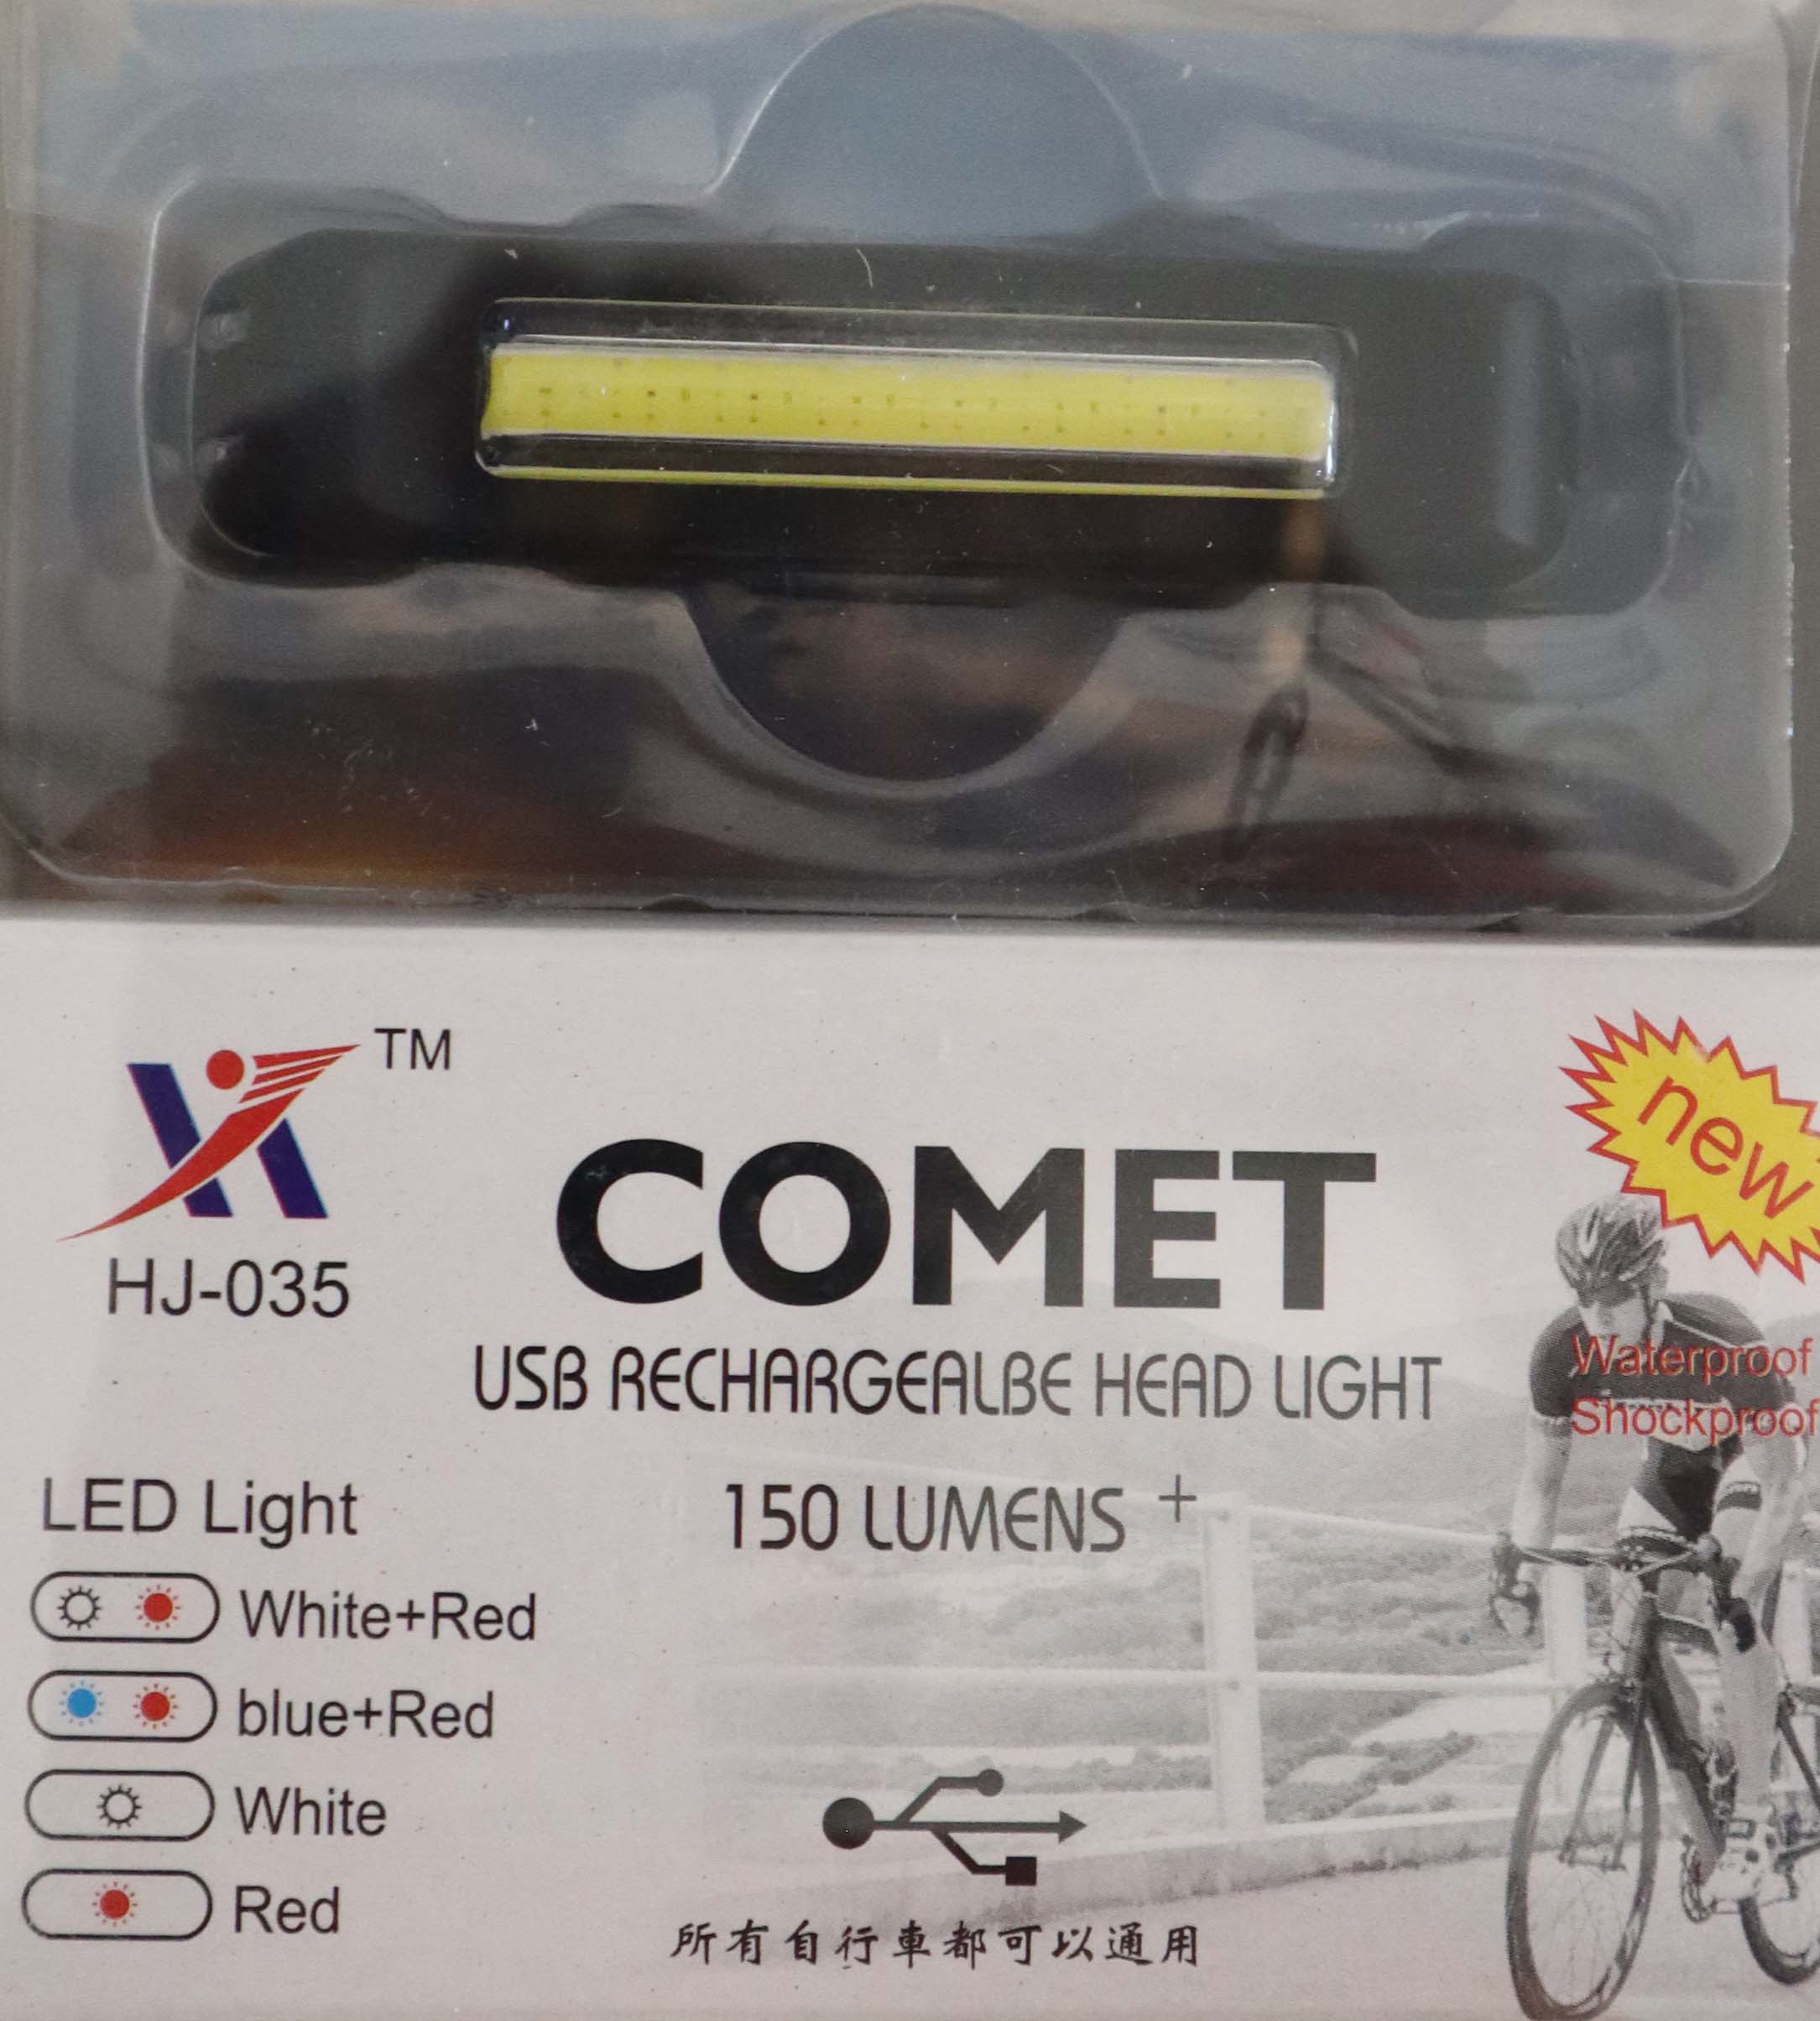 TM
HJ-035
COMET
new
USB RECHARGEALBE HEAD LIGHT
Waterproof
Shockproof
150 LUMENS +
LED Light
White+Red
blue+Red
White
Red
所有自行車都可以通用